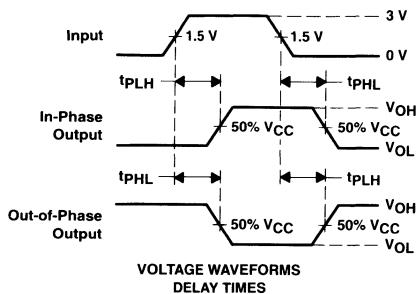 3 V
Input
1.5 V
1.5 V
0 V
tPLH
tPHL
VOH
In-Phase
Output
50% VCC
50% VCC
VOL
tPHL
tPLH
VOH
Out-of-Phase
Output
50% VCC
50% VCC
VOL
VOLTAGE WAVEFORMS
DELAY TIMES